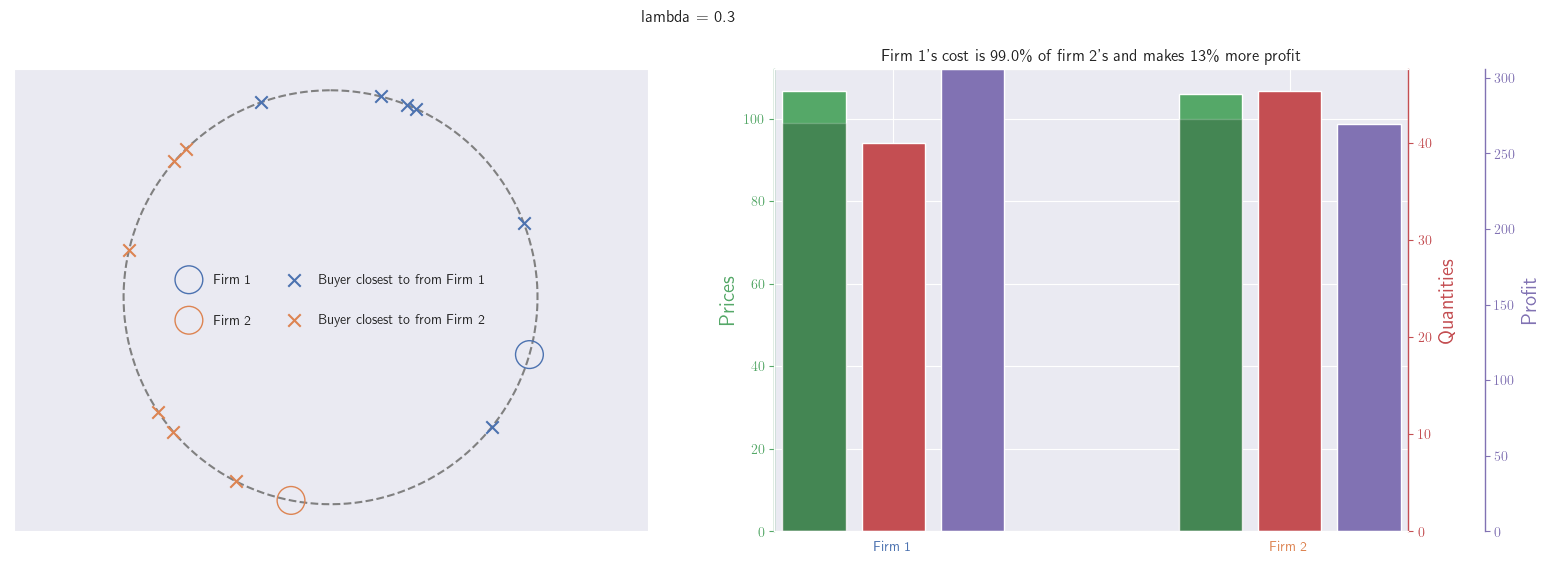 lambda = 0.3
Firm 1
Buyer closest to from Firm 1
Firm 2
Buyer closest to from Firm 2
Firm 1's cost is 99.0% of firm 2's and makes 13% more profit
Prices
100
80
60
40
20
0
Firm 1
Firm 2
40
30
20
10
0
Quantities
300
250
200
150
100
50
0
Profit